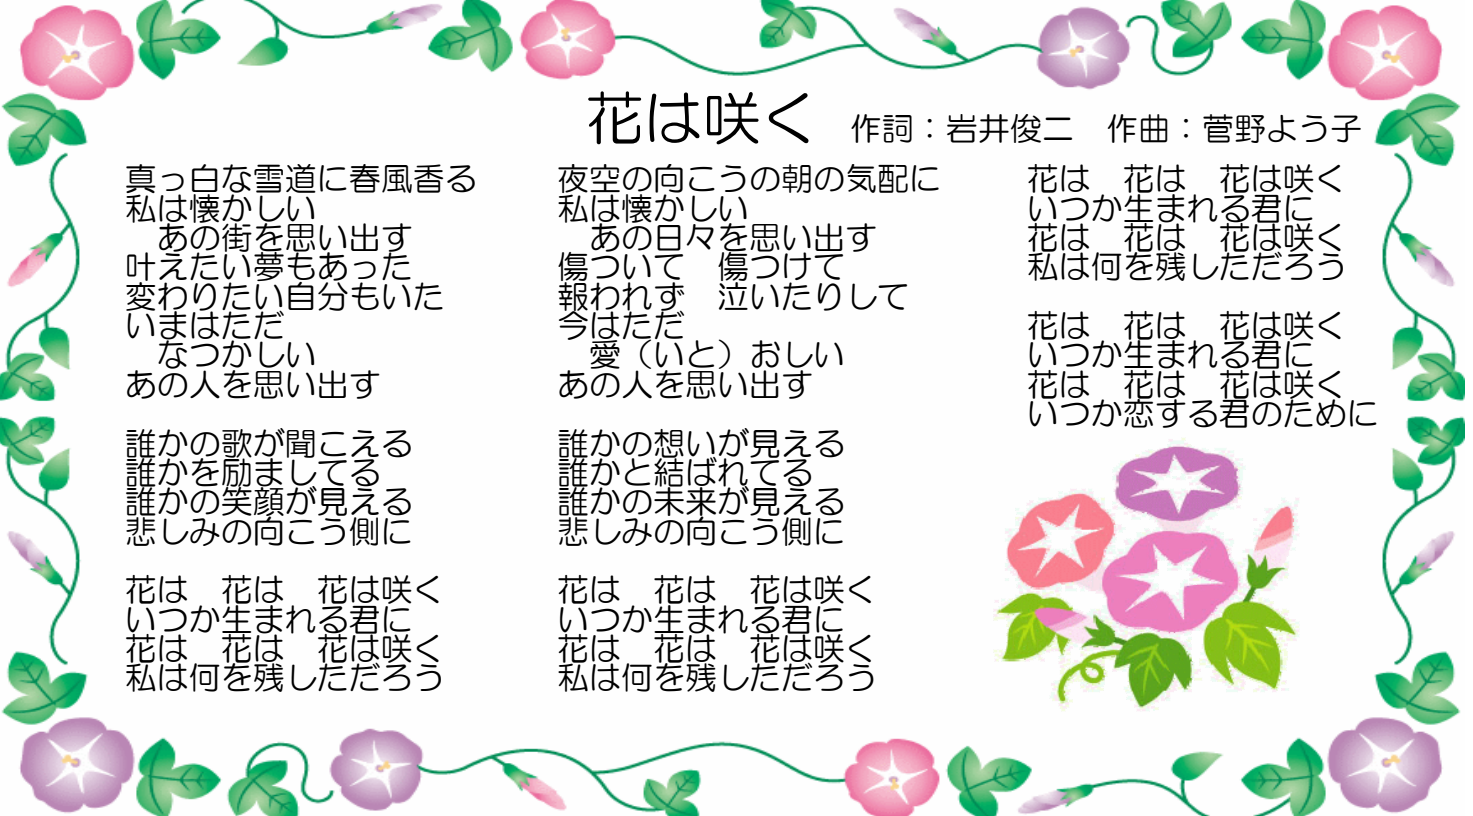 花は咲く　作詞：岩井俊二　作曲：菅野よう子
真っ白な雪道に春風香る
私は懐かしい
　あの街を思い出す
叶えたい夢もあった
変わりたい自分もいた
いまはただ
　なつかしい
あの人を思い出す

誰かの歌が聞こえる
誰かを励ましてる
誰かの笑顔が見える
悲しみの向こう側に

花は　花は　花は咲く
いつか生まれる君に
花は　花は　花は咲く
私は何を残しただろう

夜空の向こうの朝の気配に
私は懐かしい
　あの日々を思い出す
傷ついて　傷つけて
報われず　泣いたりして
今はただ
　愛（いと）おしい
あの人を思い出す

誰かの想いが見える
誰かと結ばれてる
誰かの未来が見える
悲しみの向こう側に

花は　花は　花は咲く
いつか生まれる君に
花は　花は　花は咲く
私は何を残しただろう

花は　花は　花は咲く
いつか生まれる君に
花は　花は　花は咲く
私は何を残しただろう

花は　花は　花は咲く
いつか生まれる君に
花は　花は　花は咲く
いつか恋する君のために